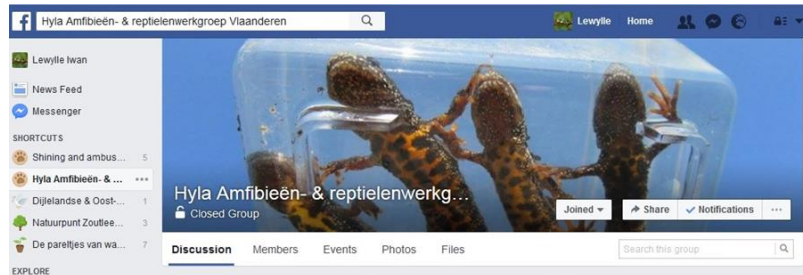 f Hyla Amfibieën- & reptielenwerkgroep Vlaanderen Lewylle Home
Lewylle Iwan
News Feed
Messenger
SHORTCUTS
Shining and ambus... 5
Hyla Amfibieën- & ... ...
Dijlelandse & Oost-... 1
Natuurpunt Zoutlee... 3
De pareltjes van wa... 7
EXPLORE
Hyla Amfibieën- & reptielenwerkg...
Closed Group
Joined Share Notifications ...
Discussion Members Events Photos Files Search this group